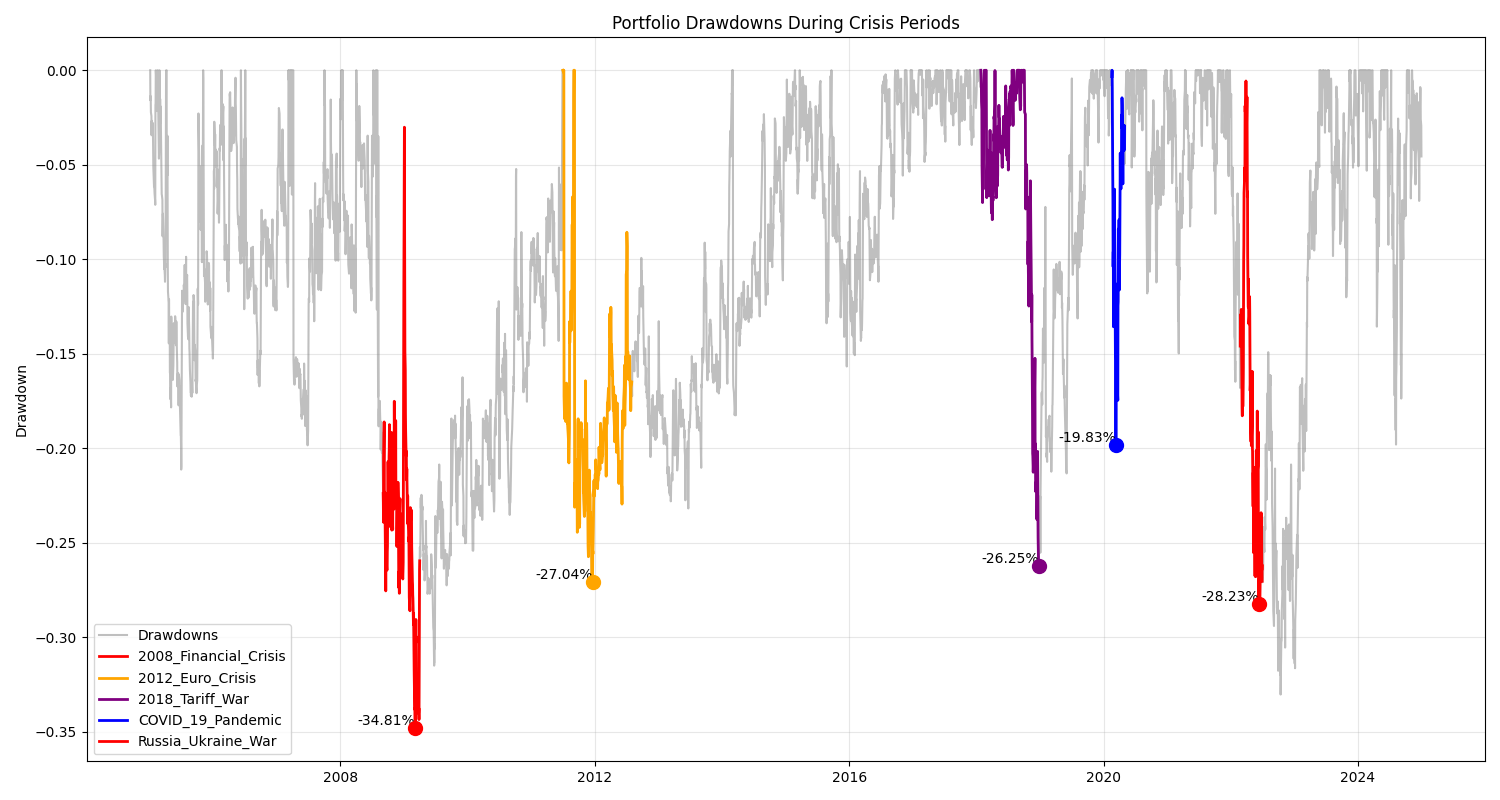 Portfolio Drawdowns During Crisis Periods
Drawdown
0.00
−0.05
−0.10
−0.15
−0.20
−0.25
−0.30
−0.35
-34.81%
-27.04%
-26.25%
-19.83%
-28.23%
Drawdowns
2008_Financial_Crisis
2012_Euro_Crisis
2018_Tariff_War
COVID_19_Pandemic
Russia_Ukraine_War
2008
2012
2016
2020
2024